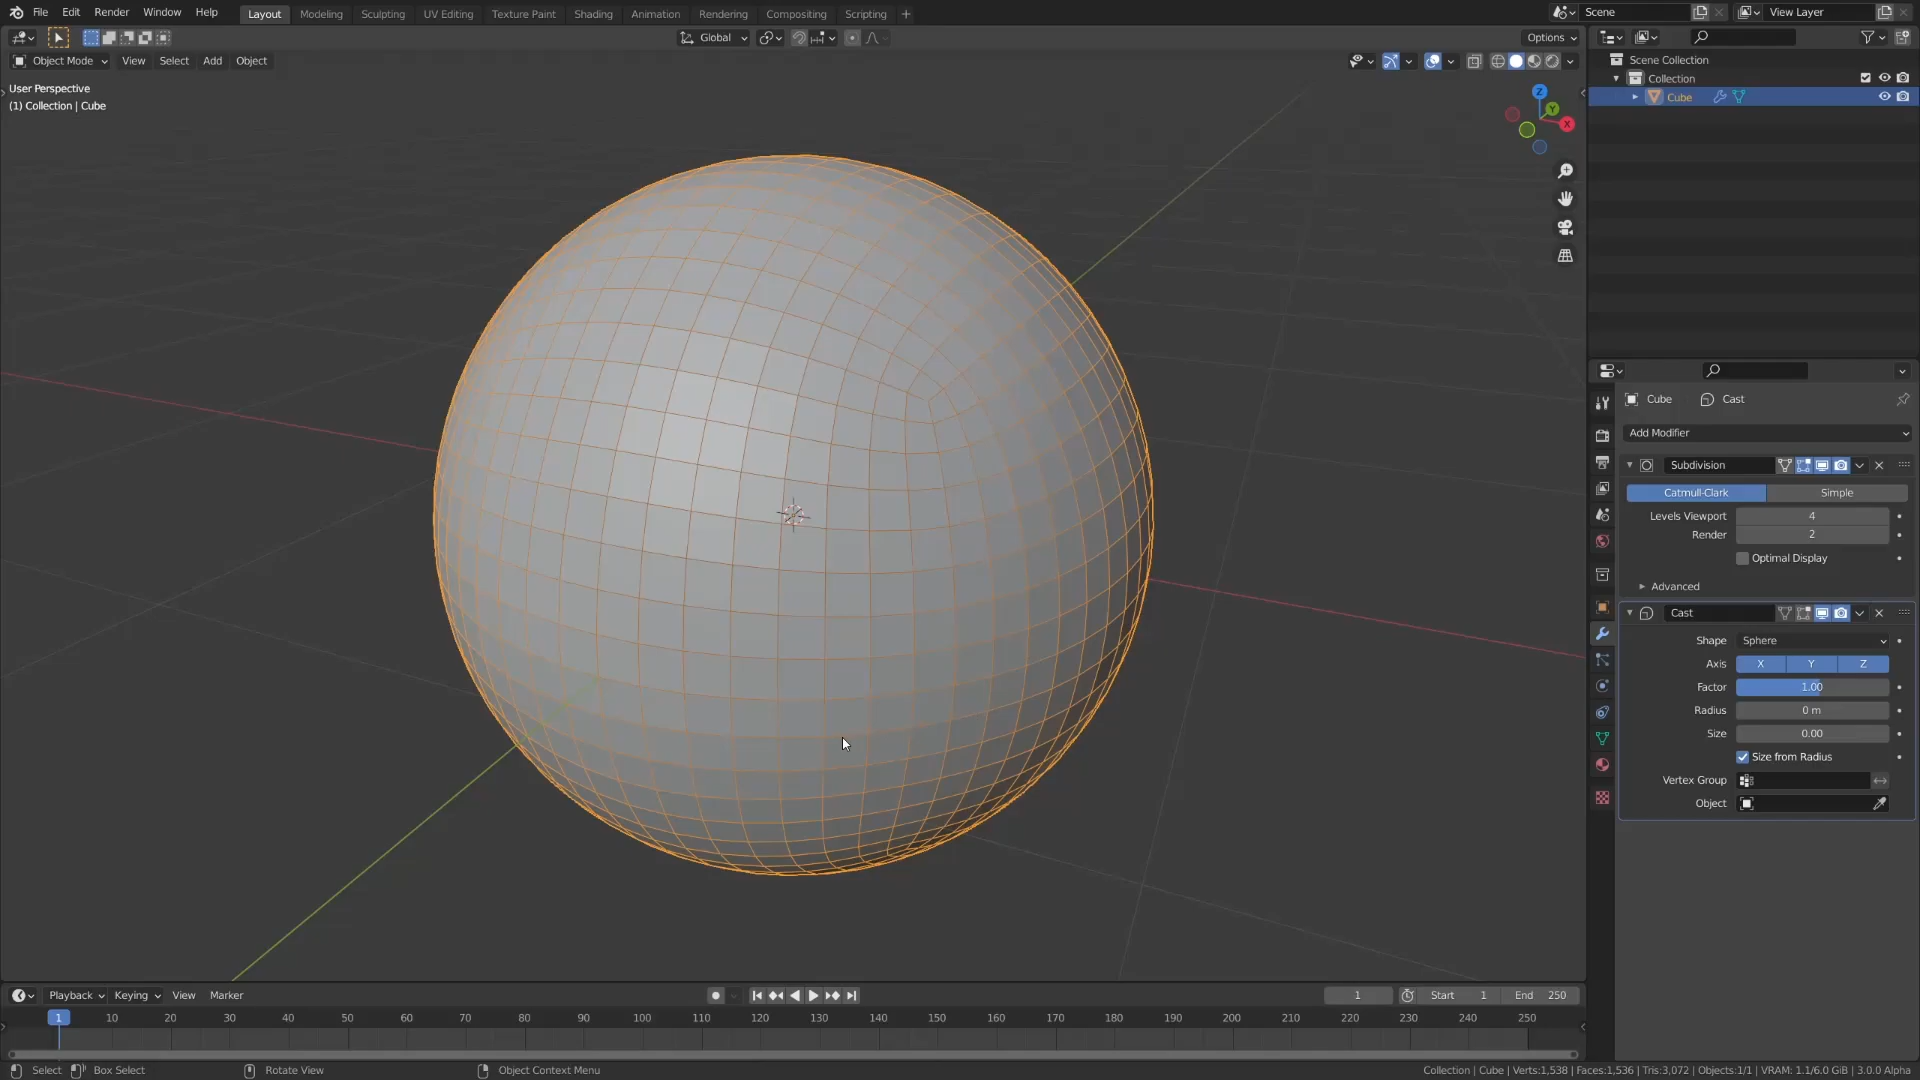 File Edit Render Window Help Layout Modeling Sculpting UV Editing Texture Paint Shading Animation Rendering Compositing Scripting + Scene View Layer
Global Options
Object Mode View Select Add Object
User Perspective
(1) Collection | Cube
Z
Y
X
Scene Collection
Collection
Cube
Cube Cast
Add Modifier
Subdivision
Catmull-Clark Simple
Levels Viewport 4
Render 2
Optimal Display
Advanced
Cast
Shape Sphere
Axis X Y Z
Factor 1.00
Radius 0 m
Size 0.00
Size from Radius
Vertex Group
Object
Playback Keying View Marker 1 Start 1 End 250
1 10 20 30 40 50 60 70 80 90 100 110 120 130 140 150 160 170 180 190 200 210 220 230 240 250
Select Box Select Rotate View Object Context Menu Collection | Cube | Verts:1,538 | Faces:1,536 | Tris:3,072 | Objects:1/1 | VRAM: 1.1/6.0 GiB | 3.0.0 Alpha